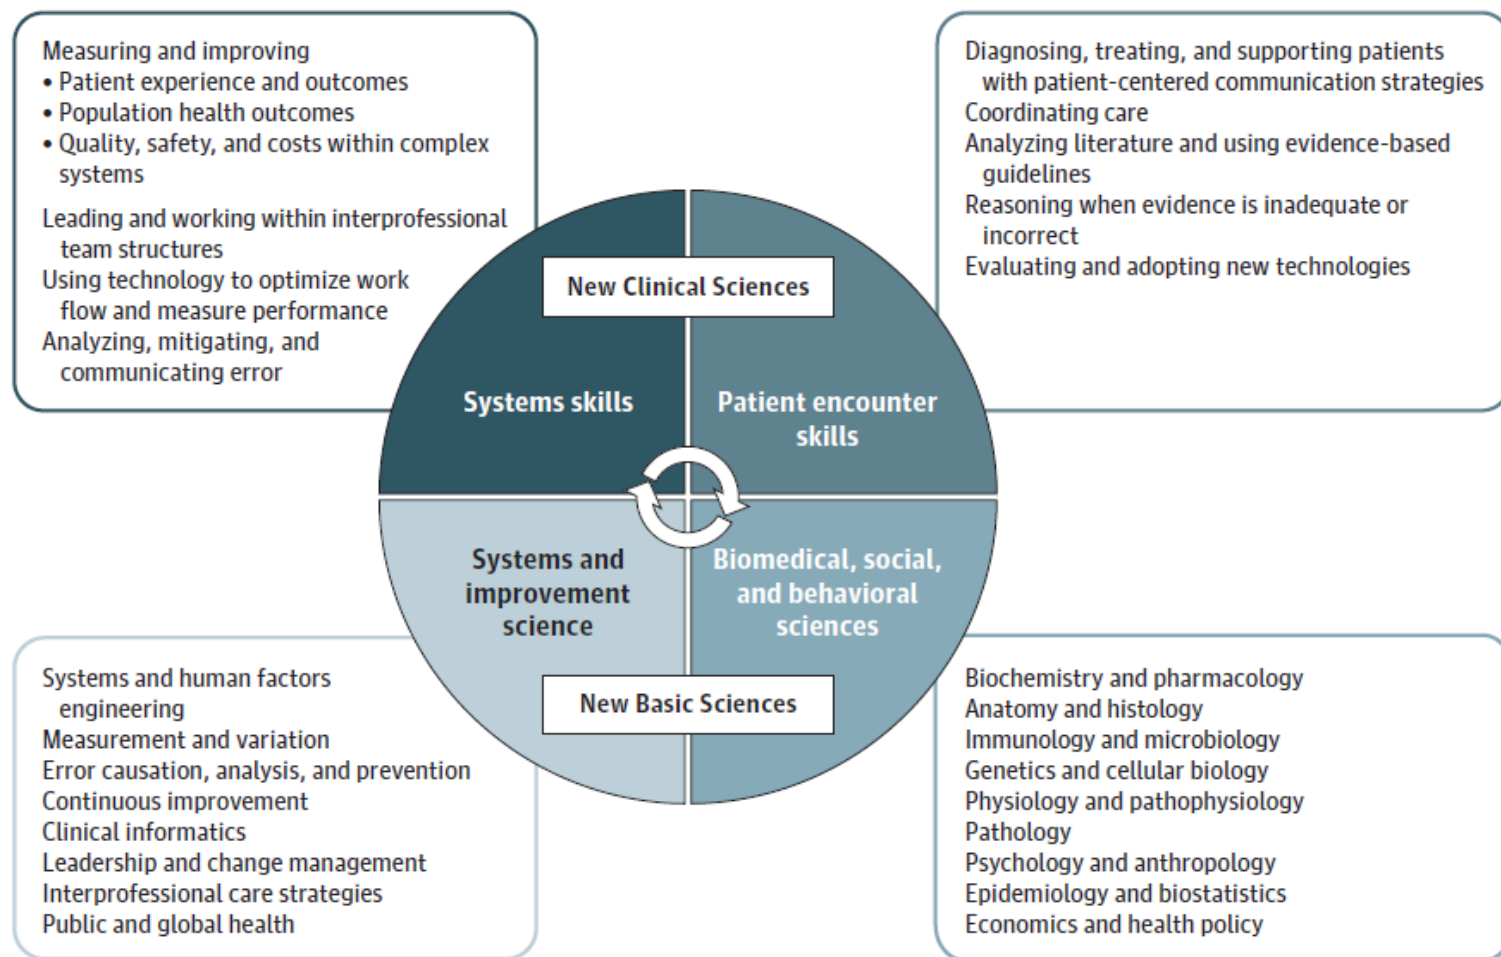 Measuring and improving
• Patient experience and outcomes
• Population health outcomes
• Quality, safety, and costs within complex
systems
Leading and working within interprofessional
team structures
Using technology to optimize work
flow and measure performance
Analyzing, mitigating, and
communicating error
Diagnosing, treating, and supporting patients
with patient-centered communication strategies
Coordinating care
Analyzing literature and using evidence-based
guidelines
Reasoning when evidence is inadequate or
incorrect
Evaluating and adopting new technologies
New Clinical Sciences
Systems skills
Patient encounter
skills
Systems and
improvement
science
Biomedical, social,
and behavioral
sciences
New Basic Sciences
Systems and human factors
engineering
Measurement and variation
Error causation, analysis, and prevention
Continuous improvement
Clinical informatics
Leadership and change management
Interprofessional care strategies
Public and global health
Biochemistry and pharmacology
Anatomy and histology
Immunology and microbiology
Genetics and cellular biology
Physiology and pathophysiology
Pathology
Psychology and anthropology
Epidemiology and biostatistics
Economics and health policy